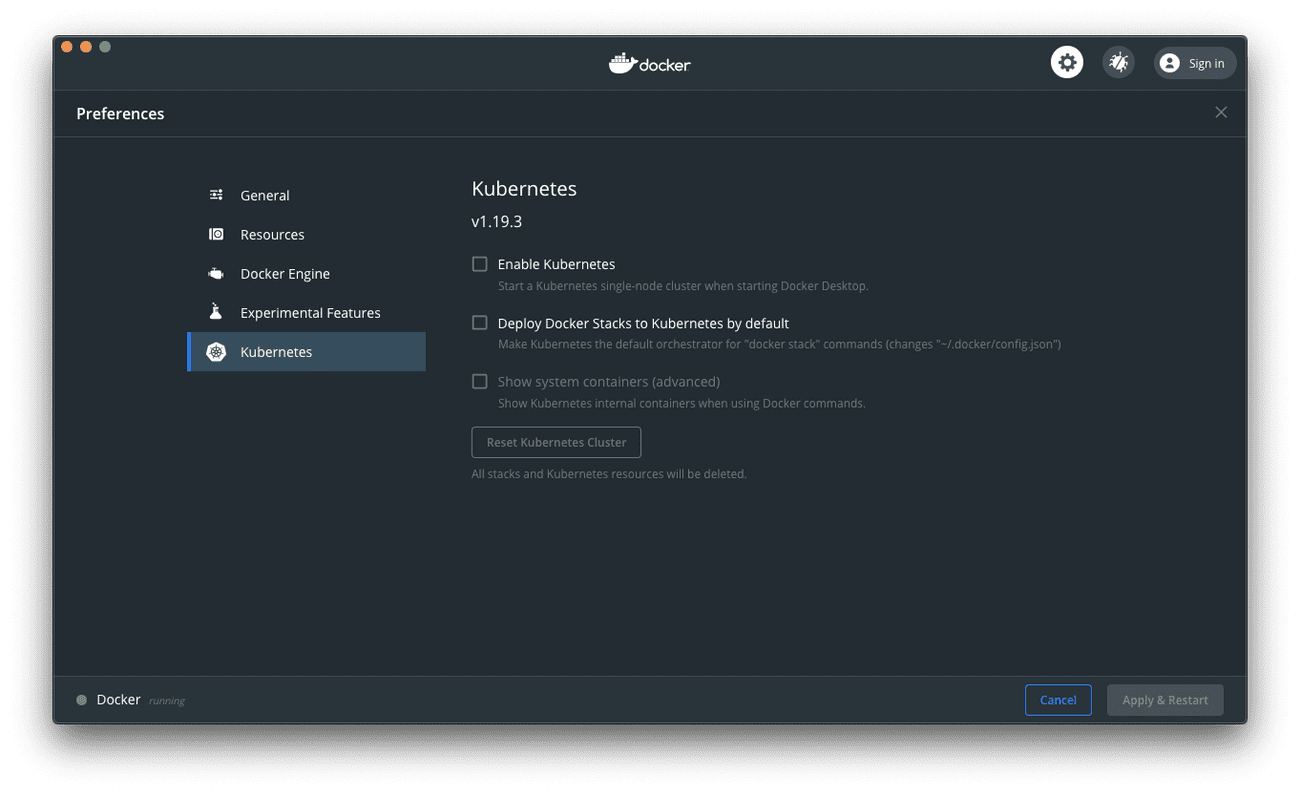 docker
Sign in
Preferences
General
Resources
Docker Engine
Experimental Features
Kubernetes
Kubernetes
v1.19.3
Enable Kubernetes
Start a Kubernetes single-node cluster when starting Docker Desktop.
Deploy Docker Stacks to Kubernetes by default
Make Kubernetes the default orchestrator for "docker stack" commands (changes "~/.docker/config.json")
Show system containers (advanced)
Show Kubernetes internal containers when using Docker commands.
Reset Kubernetes Cluster
All stacks and Kubernetes resources will be deleted.
Docker running
Cancel
Apply & Restart